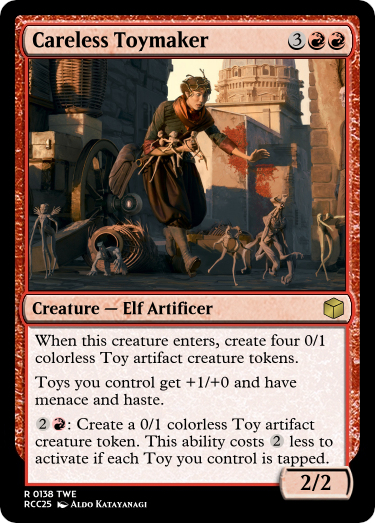 Careless Toymaker 3RR
Creature — Elf Artificer
When this creature enters, create four 0/1
colorless Toy artifact creature tokens.
Toys you control get +1/+0 and have
menace and haste.
2R: Create a 0/1 colorless Toy artifact
creature token. This ability costs 2 less to
activate if each Toy you control is tapped.
2/2
R 0138 TWE
RCC25 Aldo Katayanagi